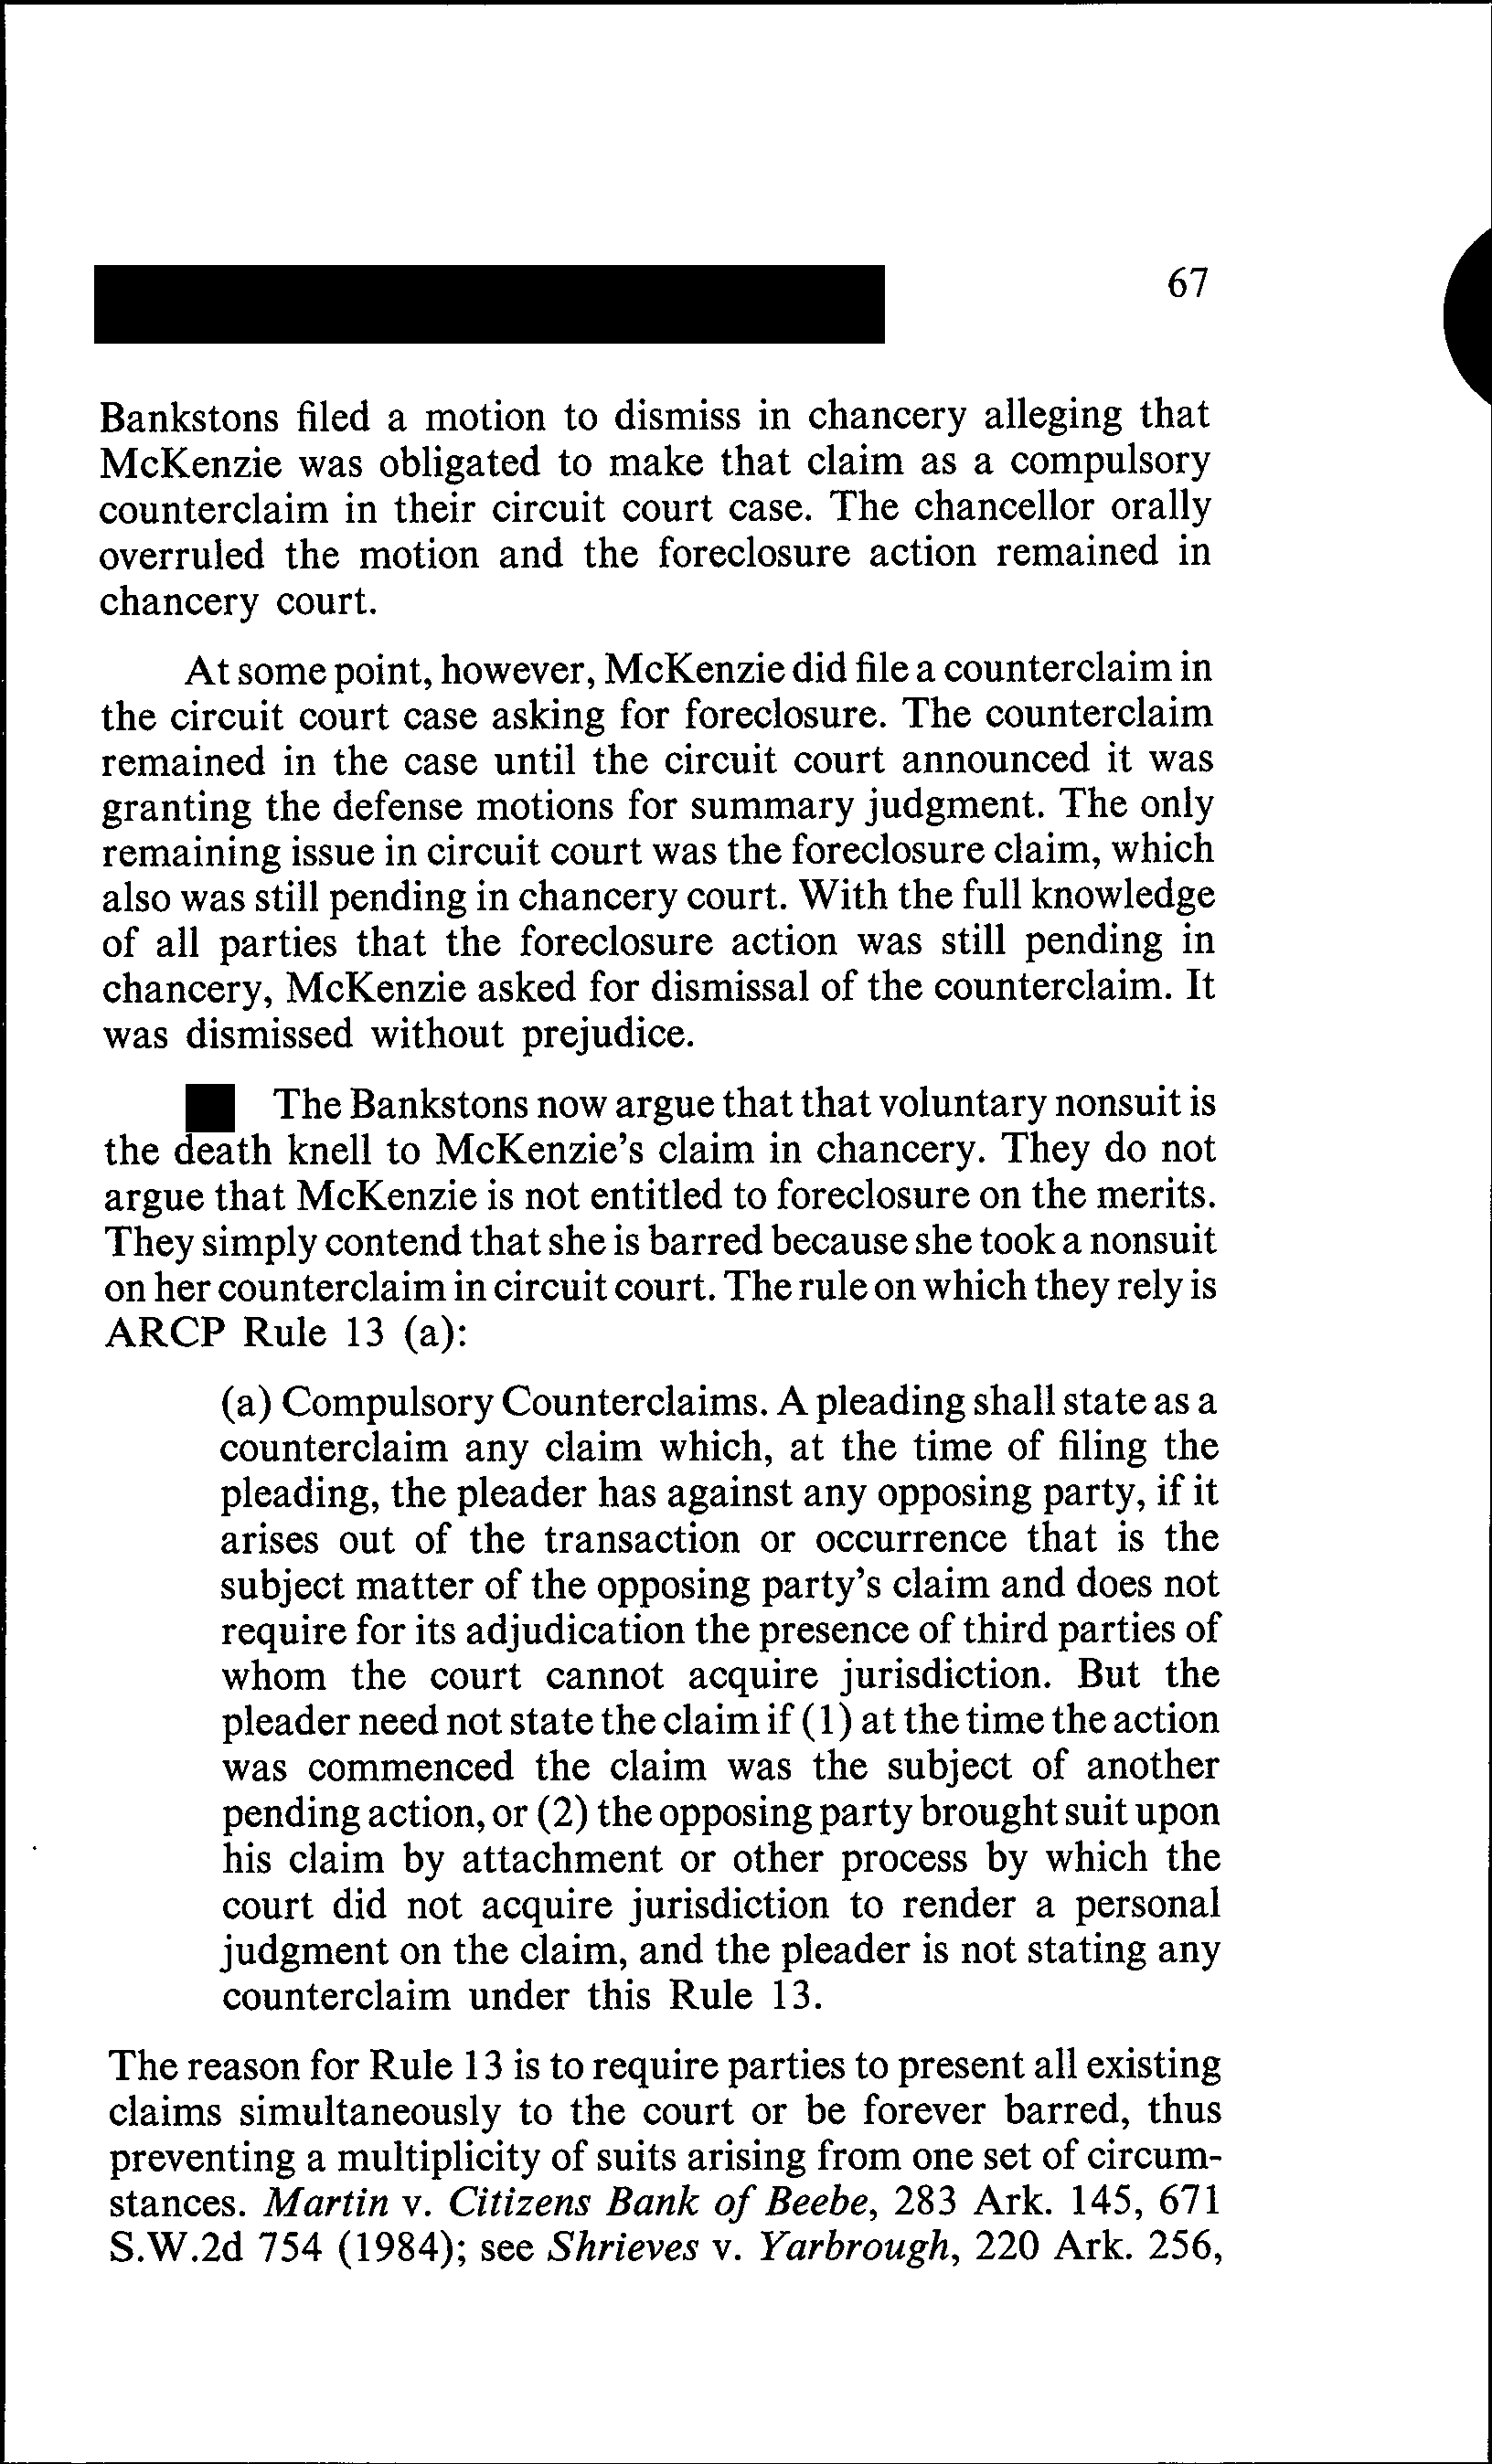 67
Bankstons filed a motion to dismiss in chancery alleging that
McKenzie was obligated to make that claim as a compulsory
counterclaim in their circuit court case. The chancellor orally
overruled the motion and the foreclosure action remained in
chancery court.
At some point, however, McKenzie did file a counterclaim in
the circuit court case asking for foreclosure. The counterclaim
remained in the case until the circuit court announced it was
granting the defense motions for summary judgment. The only
remaining issue in circuit court was the foreclosure claim, which
also was still pending in chancery court. With the full knowledge
of all parties that the foreclosure action was still pending in
chancery, McKenzie asked for dismissal of the counterclaim. It
was dismissed without prejudice.
The Bankstons now argue that that voluntary nonsuit is
the death knell to McKenzie's claim in chancery. They do not
argue that McKenzie is not entitled to foreclosure on the merits.
They simply contend that she is barred because she took a nonsuit
on her counterclaim in circuit court. The rule on which they rely is
ARCP Rule 13 (a):
(a) Compulsory Counterclaims. A pleading shall state as a
counterclaim any claim which, at the time of filing the
pleading, the pleader has against any opposing party, if it
arises out of the transaction or occurrence that is the
subject matter of the opposing party's claim and does not
require for its adjudication the presence of third parties of
whom the court cannot acquire jurisdiction. But the
pleader need not state the claim if (1) at the time the action
was commenced the claim was the subject of another
pending action, or (2) the opposing party brought suit upon
his claim by attachment or other process by which the
court did not acquire jurisdiction to render a personal
judgment on the claim, and the pleader is not stating any
counterclaim under this Rule 13.
The reason for Rule 13 is to require parties to present all existing
claims simultaneously to the court or be forever barred, thus
preventing a multiplicity of suits arising from one set of circum-
stances. Martin v. Citizens Bank of Beebe, 283 Ark. 145, 671
S.W.2d 754 (1984); see Shrieves v. Yarbrough, 220 Ark. 256,